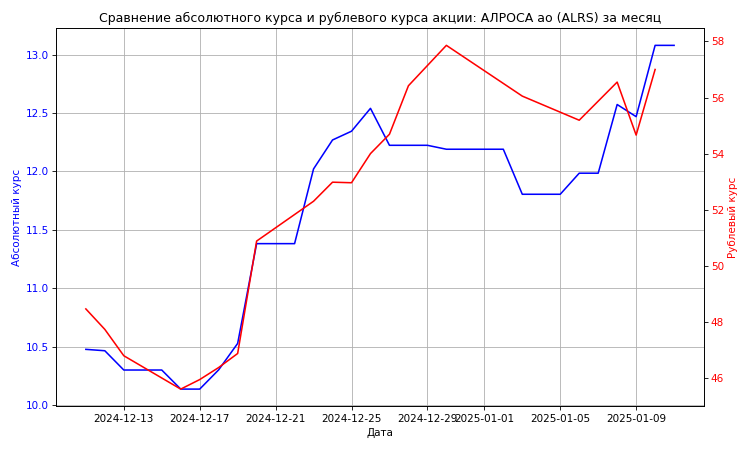 Сравнение абсолютного курса и рублевого курса акции: АЛРОСА ао (ALRS) за месяц
13.0
12.5
12.0
11.5
11.0
10.5
10.0
Абсолютный курс
58
56
54
52
50
48
46
Рублевый курс
2024-12-13 2024-12-17 2024-12-21 2024-12-25 2024-12-29 2025-01-01 2025-01-05 2025-01-09
Дата